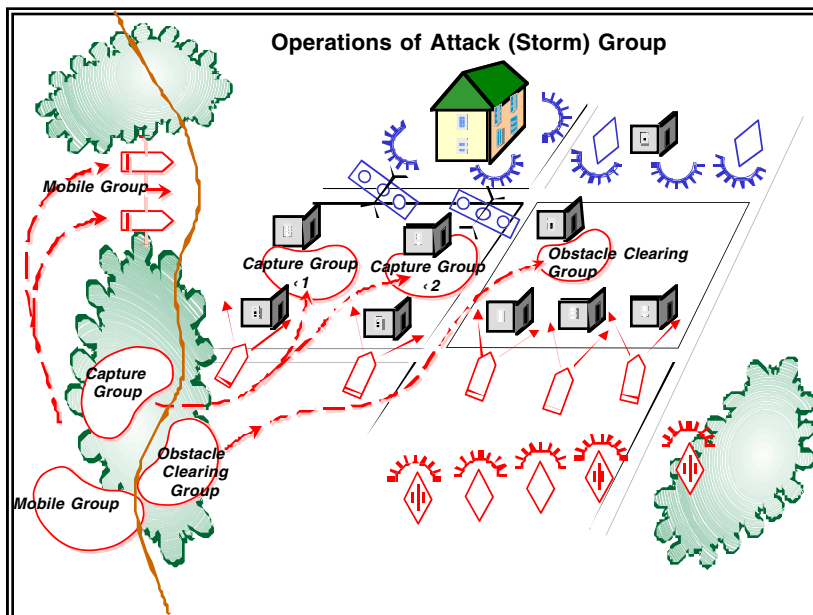 Operations of Attack (Storm) Group
Mobile Group
Capture Group
‹1
Capture Group
‹2
Obstacle Clearing
Group
Capture
Group
Obstacle
Clearing
Group
Mobile Group